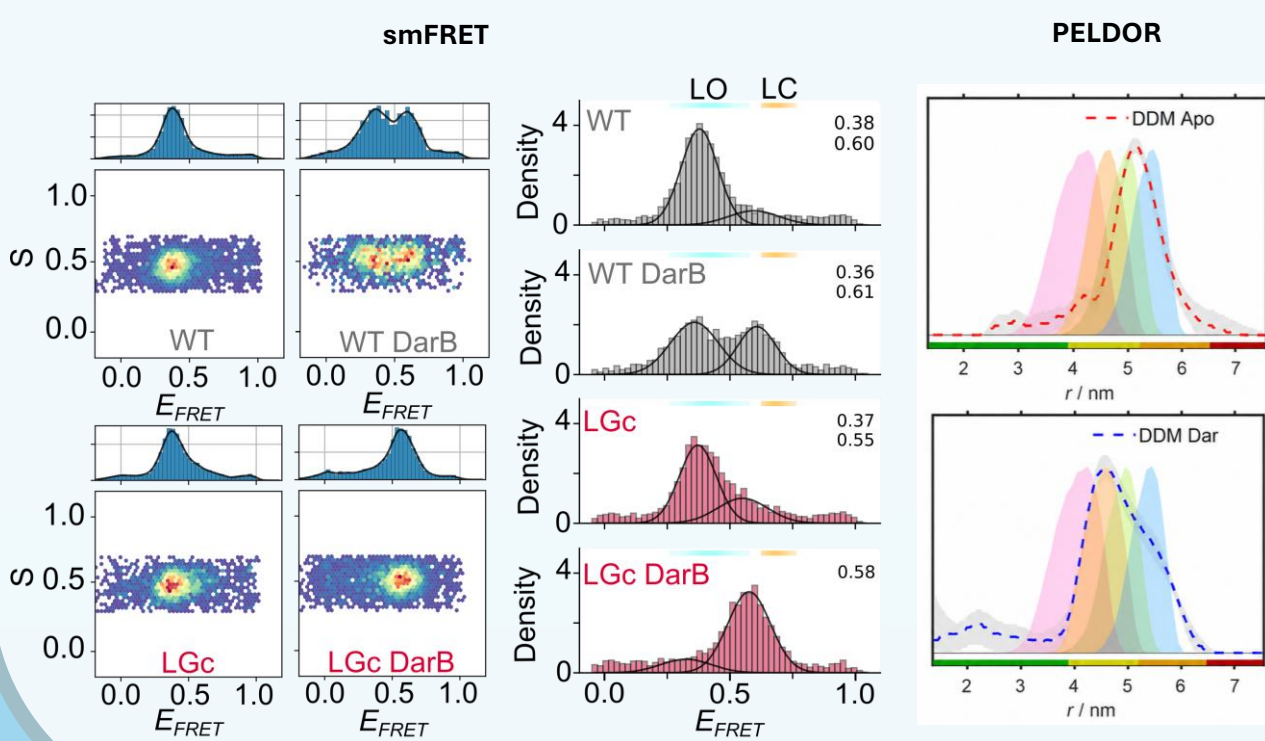 smFRET
PELDOR
S
1.0
0.5
0.0
WT
WT DarB
0.0 0.5 1.0
0.0 0.5 1.0
EFRET
EFRET
S
1.0
0.5
0.0
LGc
LGc DarB
0.0 0.5 1.0
0.0 0.5 1.0
EFRET
EFRET
LO LC
Density
4
0
WT
0.38
0.60
Density
4
0
WT DarB
0.36
0.61
Density
4
0
LGc
0.37
0.55
Density
4
0
LGc DarB
0.58
0.0 0.5 1.0
EFRET
DDM Apo
2 3 4 5 6 7
r / nm
DDM Dar
2 3 4 5 6 7
r / nm